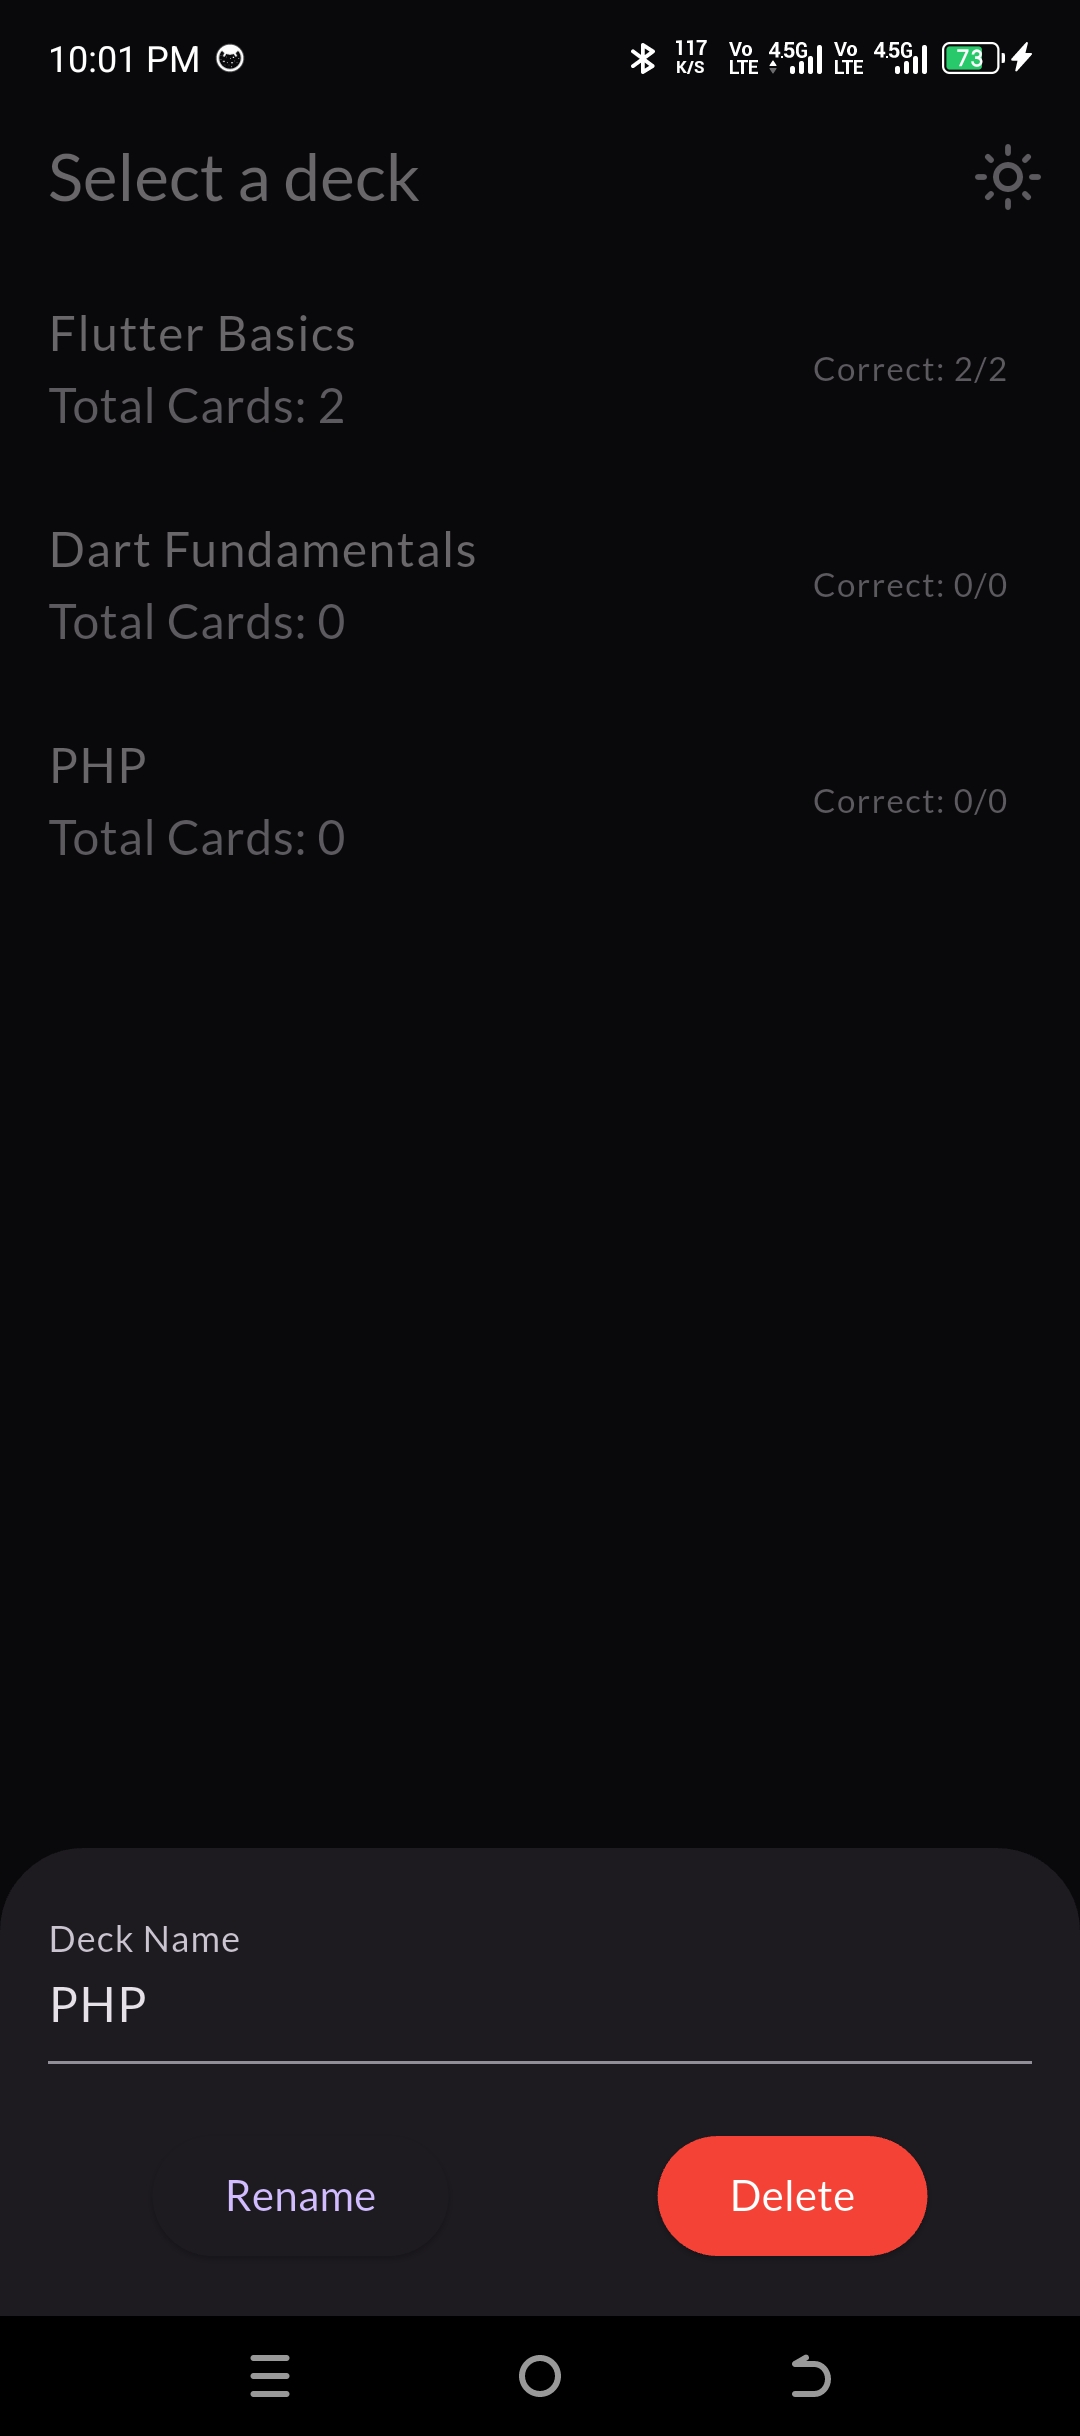 10:01 PM 117 K/S Vo LTE 4.5G Vo LTE 4.5G 73
Select a deck
Flutter Basics
Total Cards: 2
Correct: 2/2
Dart Fundamentals
Total Cards: 0
Correct: 0/0
PHP
Total Cards: 0
Correct: 0/0
Deck Name
PHP
Rename
Delete